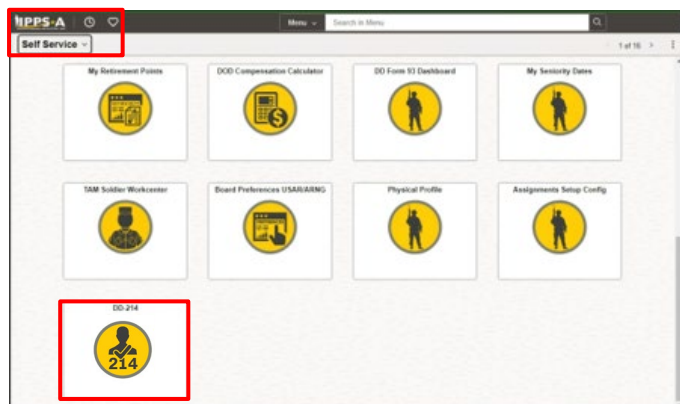 IPPS-A
Menu
Search in Menu
Self Service
1 of 16
My Retirement Points
DOD Compensation Calculator
DD Form 93 Dashboard
My Seniority Dates
TAM Soldier Workcenter
Board Preferences USAR/ARNG
Physical Profile
Assignments Setup Config
DD-214
214